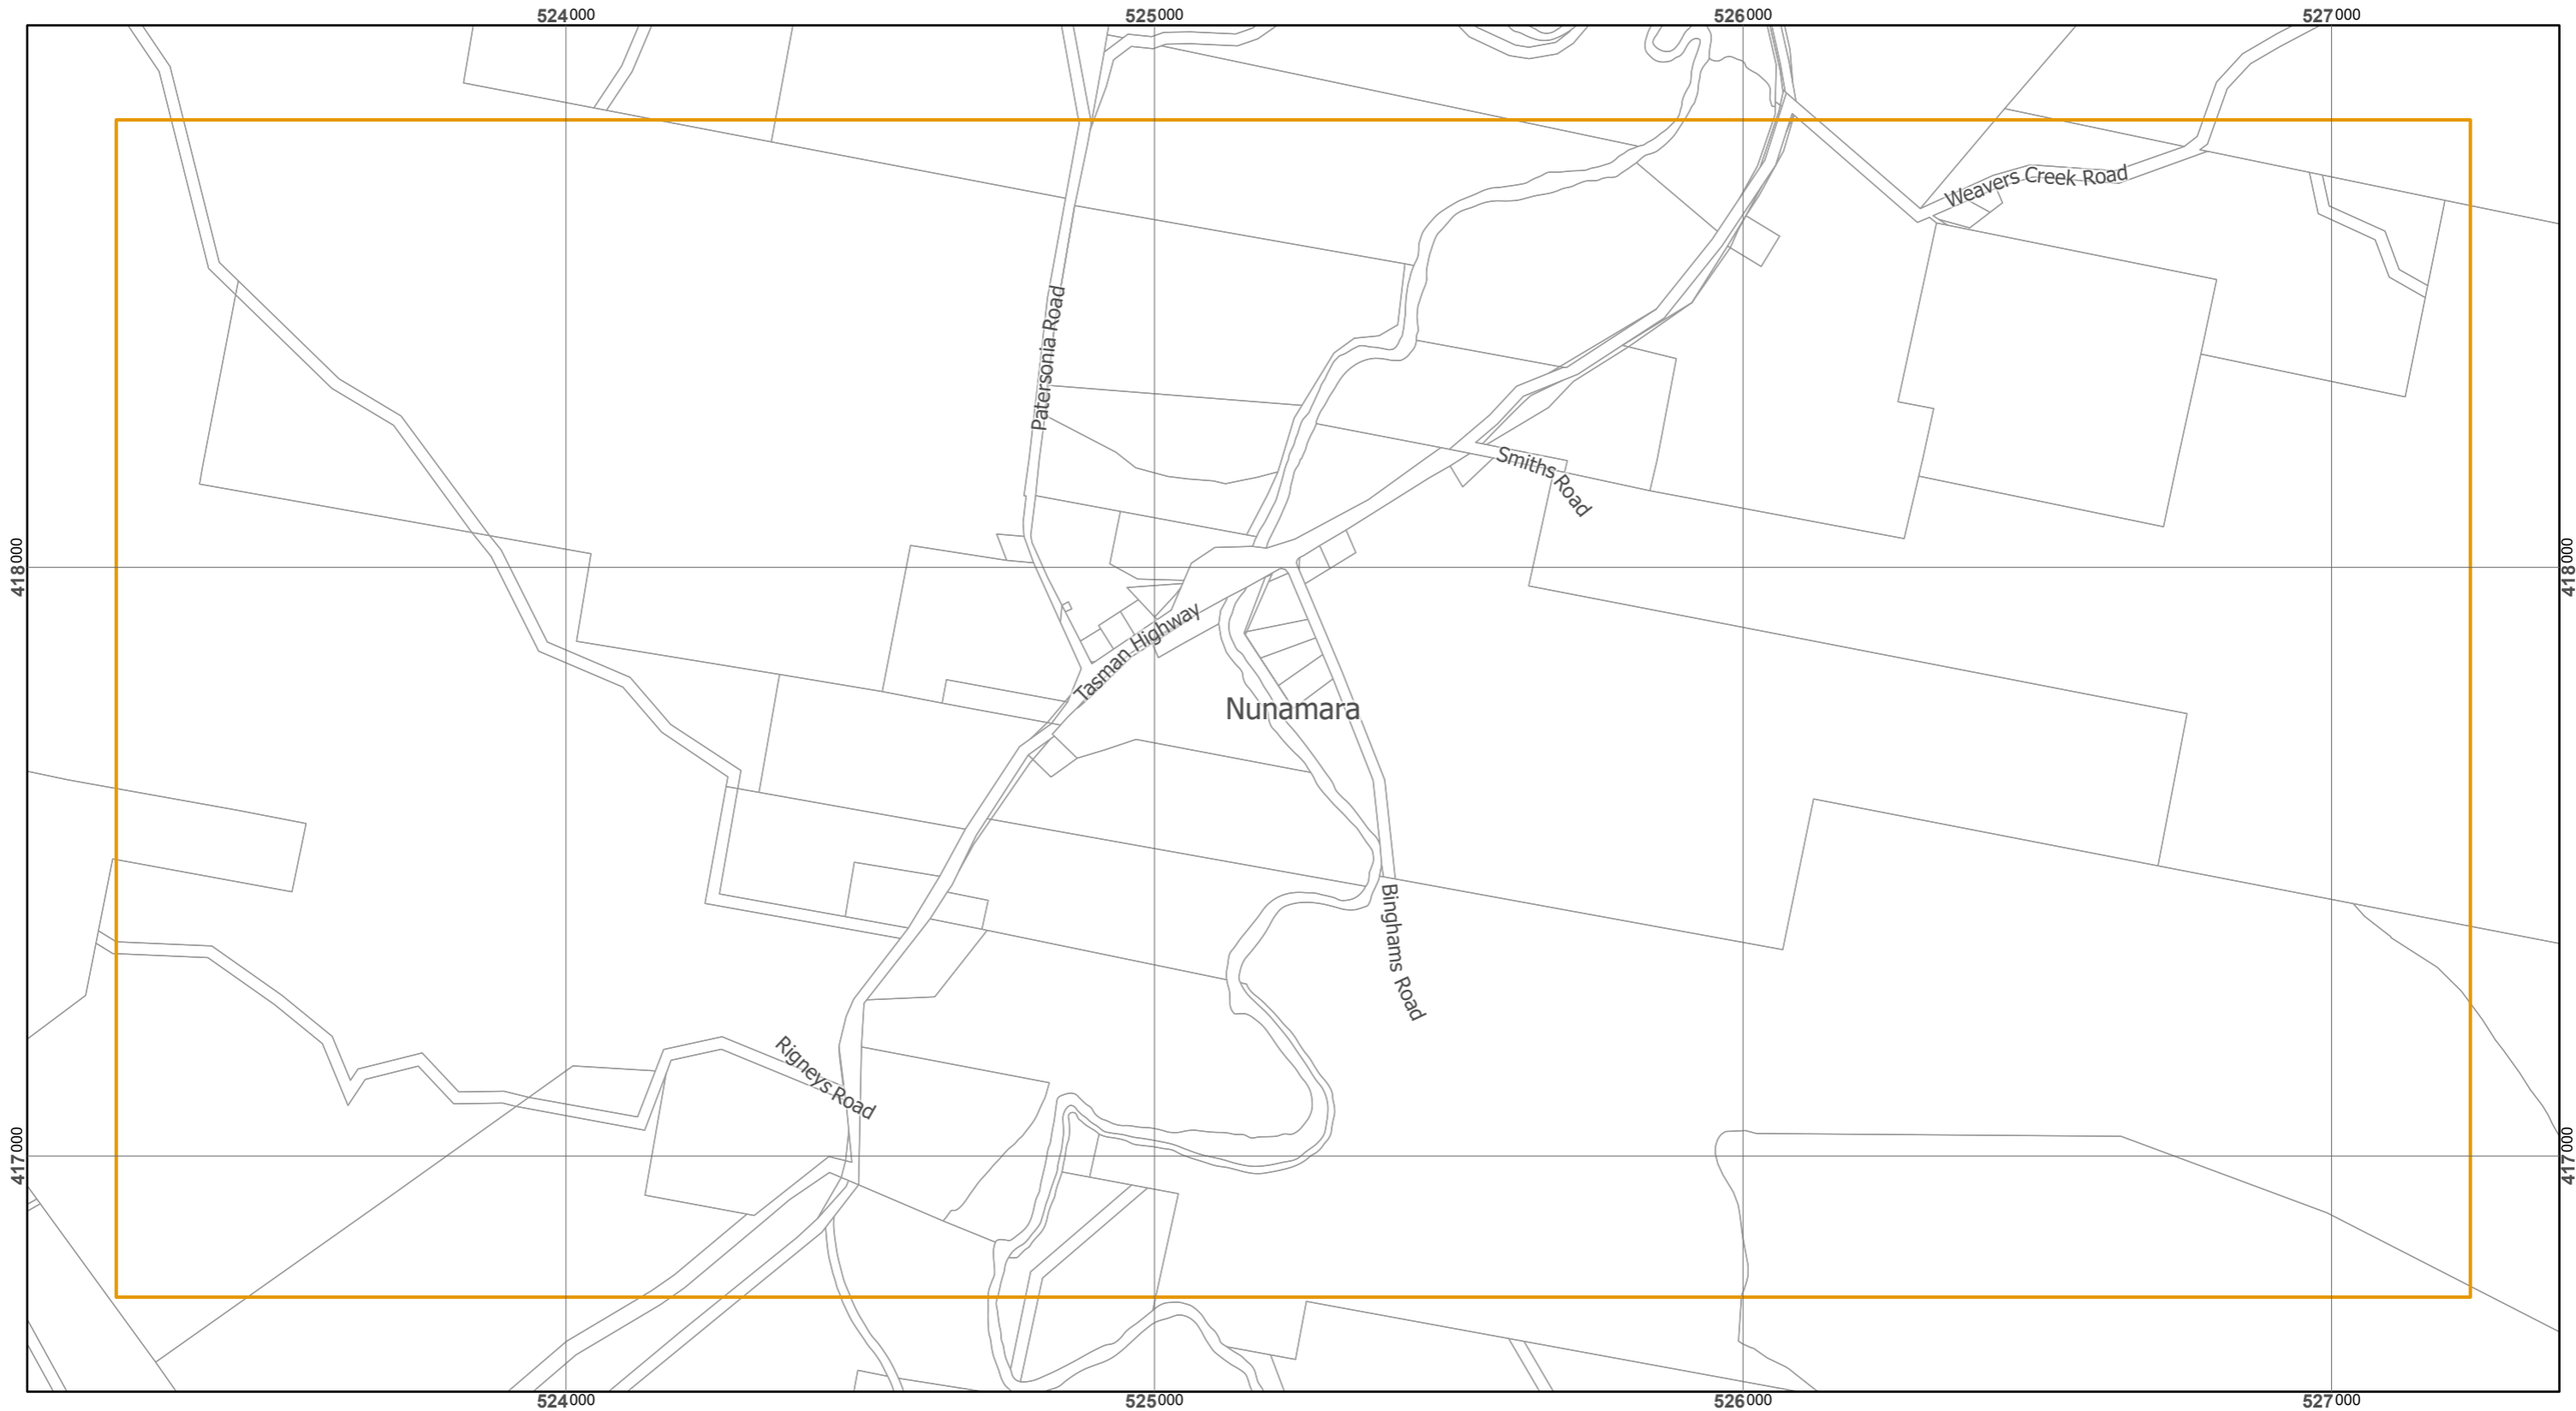 524000 525000 526000 527000
Weavers Creek Road
Patersonia Road
Smiths Road
418000 418000
Tasman Highway
Nunamara
Binghams Road
Rigneys Road
417000 417000
524000 525000 526000 527000